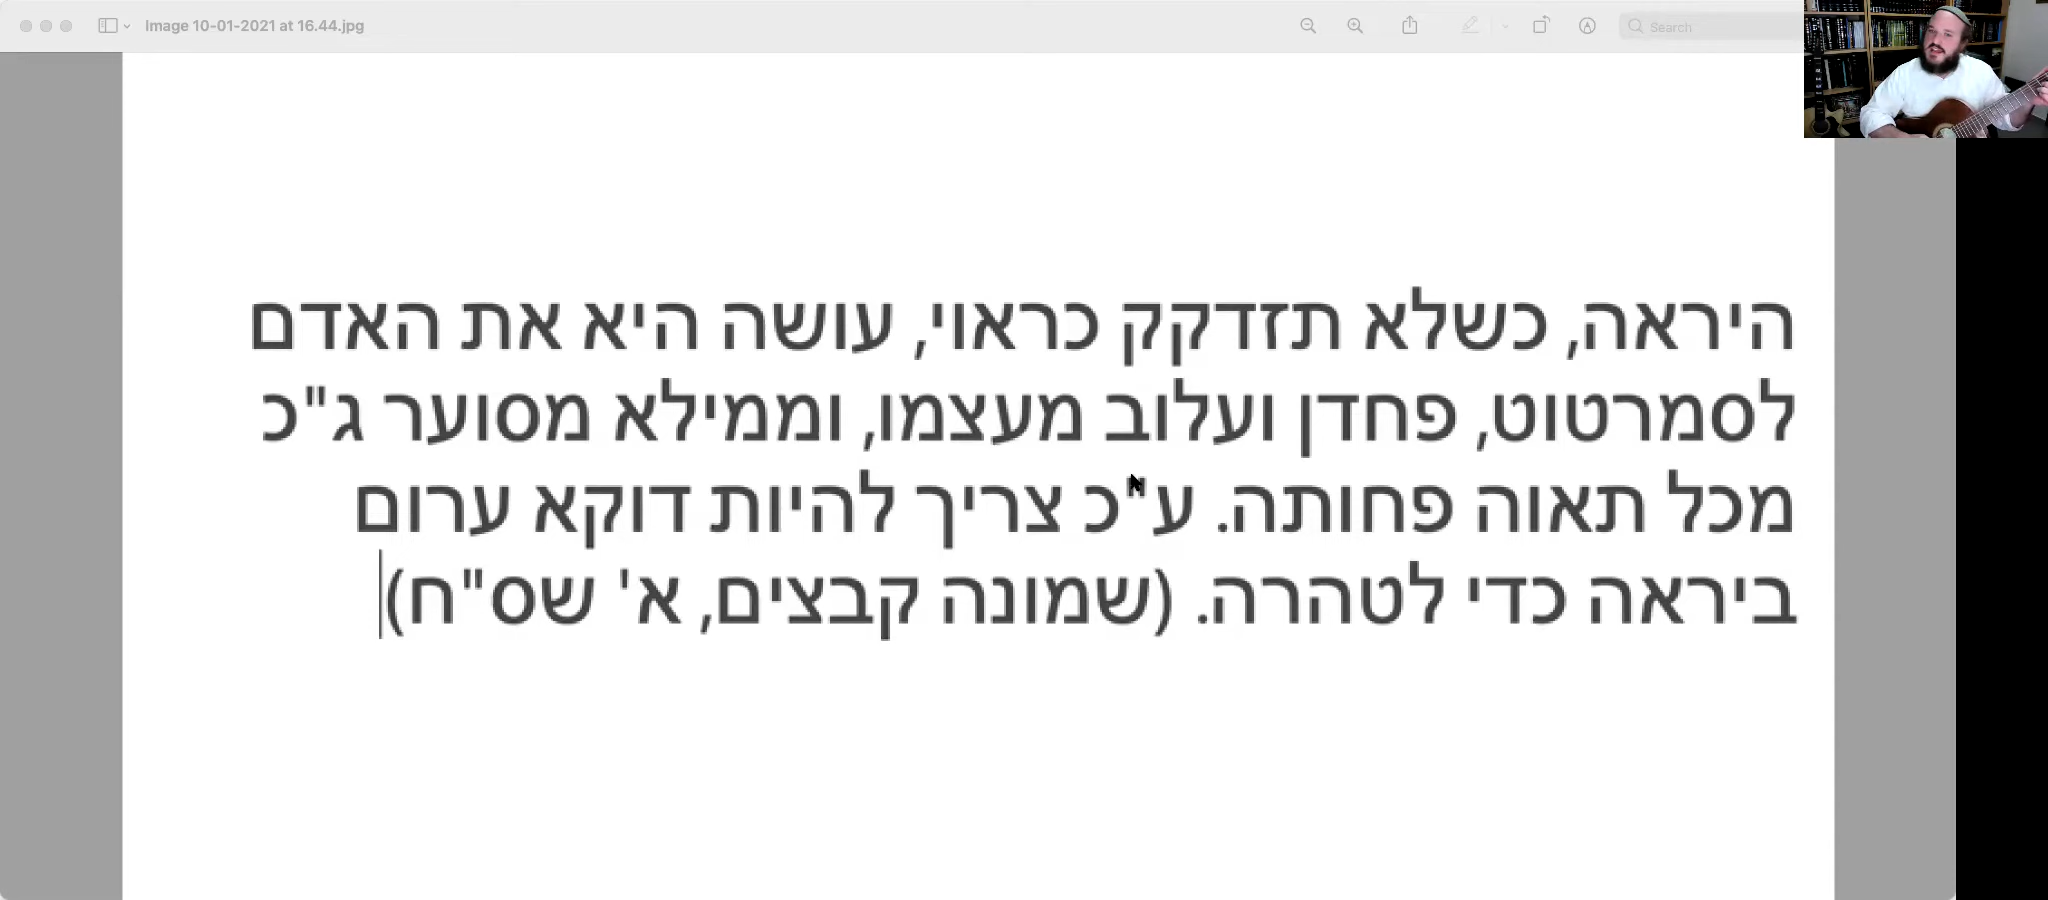 Image 10-01-2021 at 16.44.jpg
Search
היראה, כשלא תזדקק כראוי, עושה היא את האדם
לסמרטוט, פחדן ועלוב מעצמו, וממילא מסוער ג"כ
מכל תאוה פחותה. ע"כ צריך להיות דוקא ערום
ביראה כדי לטהרה. (שמונה קבצים, א' שס"ח)